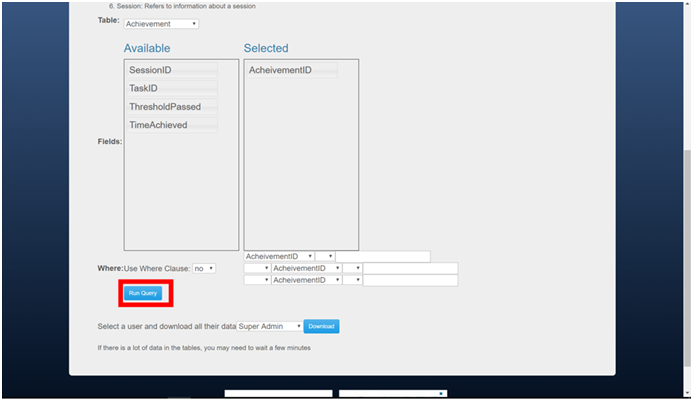 6. Session: Refers to information about a session
Table: Achievement
Available Selected
SessionID AcheivementID
TaskID
ThresholdPassed
TimeAchieved
Fields:
AcheivementID
Where: Use Where Clause: no AcheivementID
AcheivementID
Run Query
Select a user and download all their data Super Admin Download
If there is a lot of data in the tables, you may need to wait a few minutes